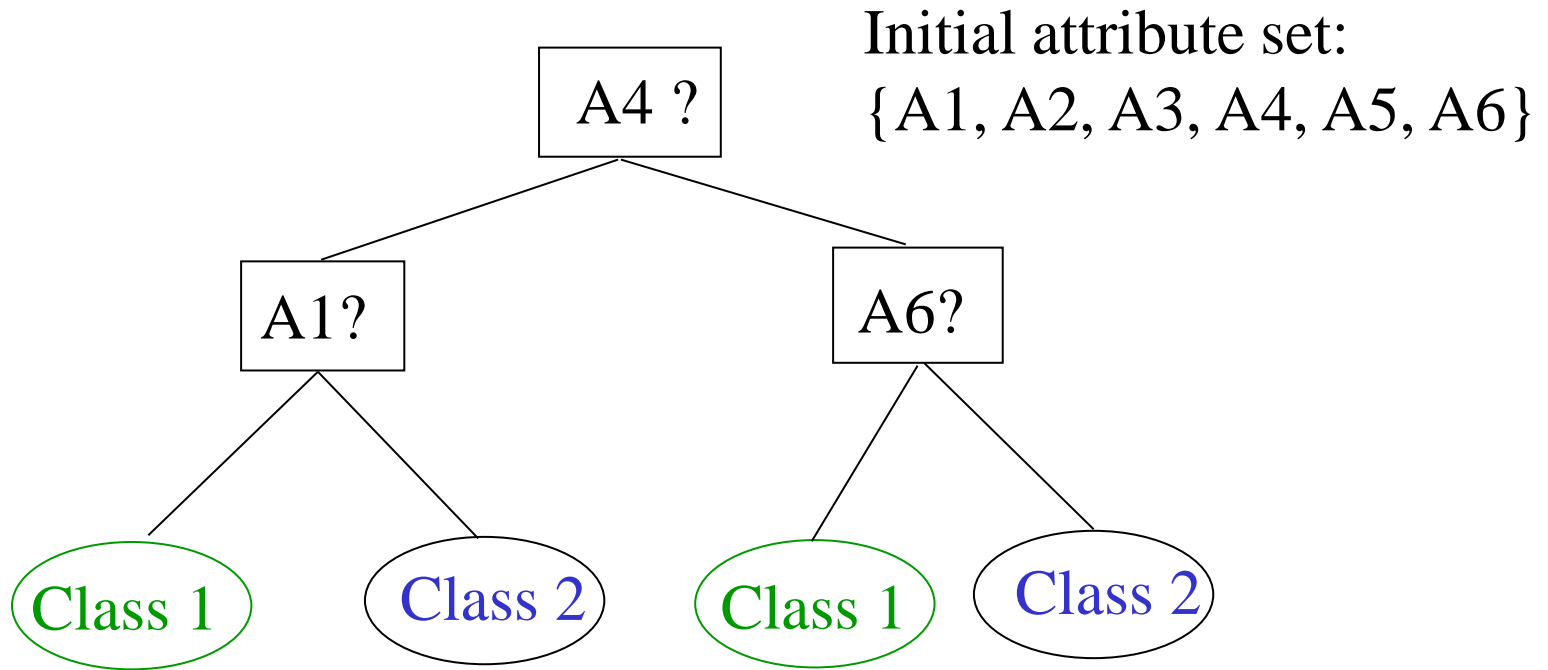 Initial attribute set:
{A1, A2, A3, A4, A5, A6}
A4 ?
A1?
A6?
Class 1
Class 2
Class 1
Class 2